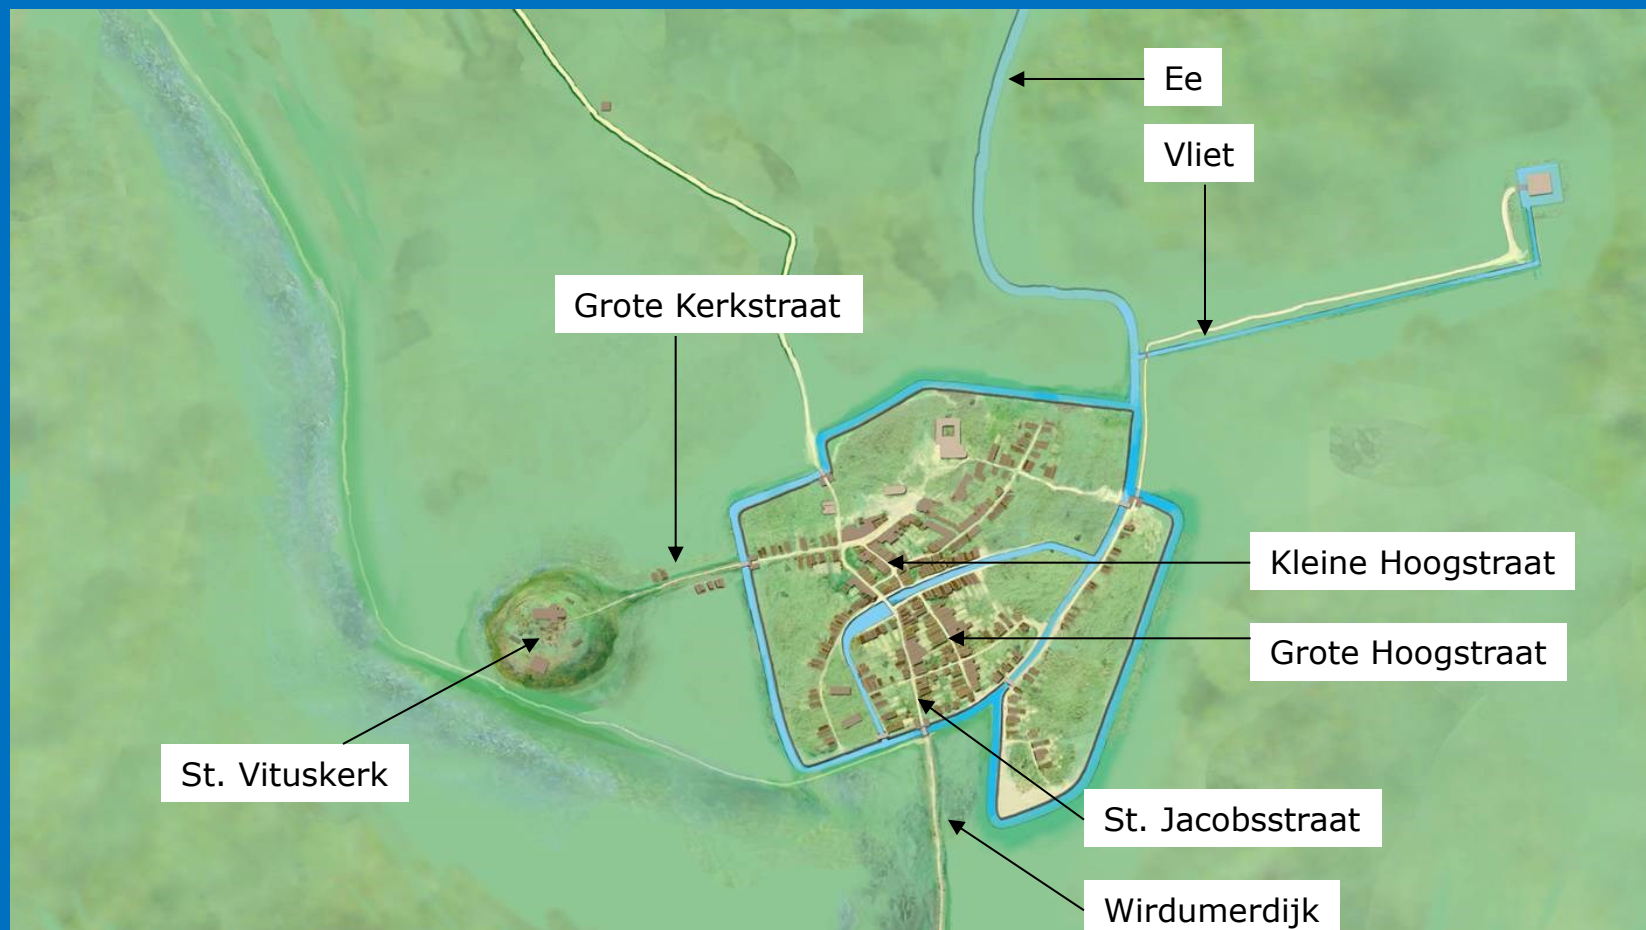 Ee
Vliet
Grote Kerkstraat
Kleine Hoogstraat
Grote Hoogstraat
St. Vituskerk
St. Jacobsstraat
Wirdumerdijk